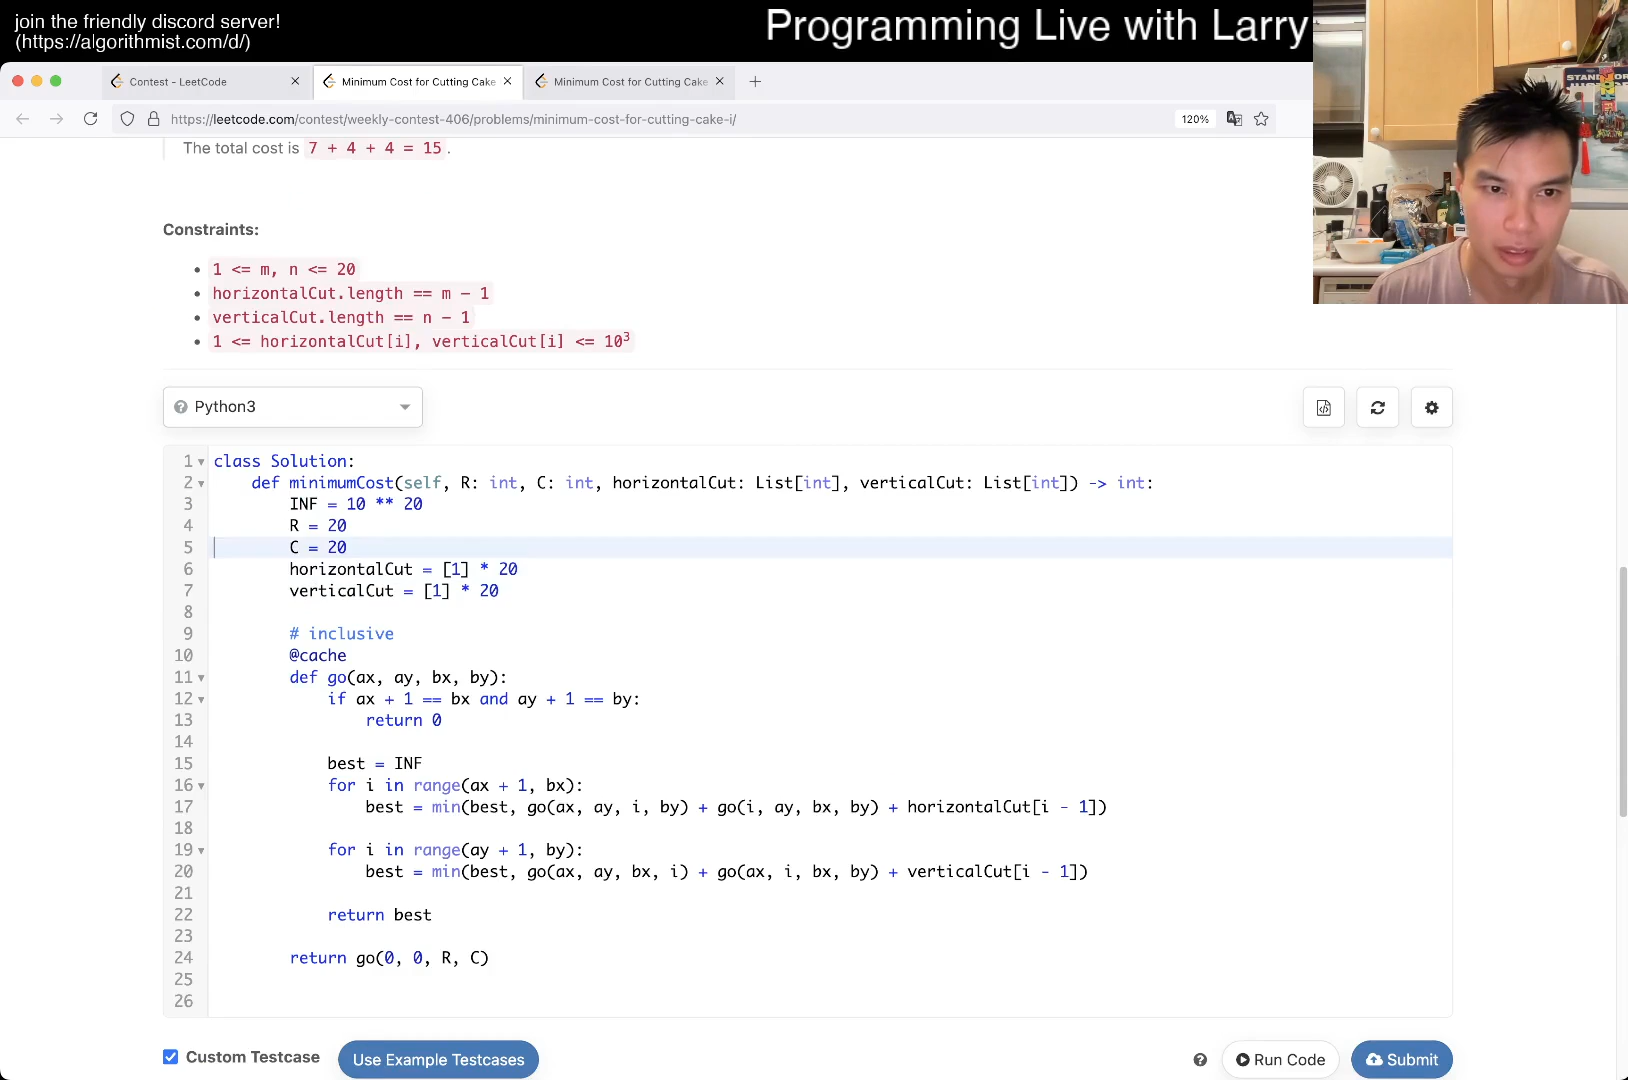 join the friendly discord server!
(https://algorithmist.com/d/)
Programming Live with Larry
Contest - LeetCode
Minimum Cost for Cutting Cake
Minimum Cost for Cutting Cake
https://leetcode.com/contest/weekly-contest-406/problems/minimum-cost-for-cutting-cake-i/
120%
The total cost is 7 + 4 + 4 = 15.
Constraints:
• 1 <= m, n <= 20
• horizontalCut.length == m - 1
• verticalCut.length == n - 1
• 1 <= horizontalCut[i], verticalCut[i] <= 10³
Python3
1 class Solution:
2     def minimumCost(self, R: int, C: int, horizontalCut: List[int], verticalCut: List[int]) -> int:
3         INF = 10 ** 20
4         R = 20
5         C = 20
6         horizontalCut = [1] * 20
7         verticalCut = [1] * 20
8
9         # inclusive
10         @cache
11         def go(ax, ay, bx, by):
12             if ax + 1 == bx and ay + 1 == by:
13                 return 0
14
15             best = INF
16             for i in range(ax + 1, bx):
17                 best = min(best, go(ax, ay, i, by) + go(i, ay, bx, by) + horizontalCut[i - 1])
18
19             for i in range(ay + 1, by):
20                 best = min(best, go(ax, ay, bx, i) + go(ax, i, bx, by) + verticalCut[i - 1])
21
22             return best
23
24         return go(0, 0, R, C)
25
26
Custom Testcase
Use Example Testcases
Run Code
Submit